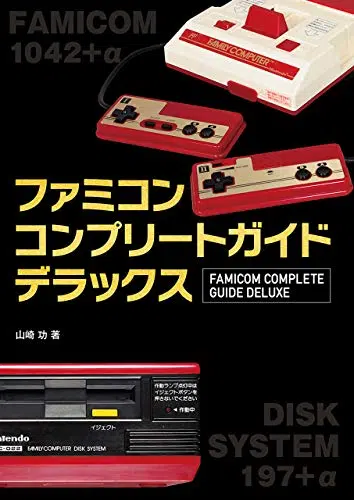 FAMICOM
1042+α
FAMILY COMPUTER
ファミコン
コンプリートガイド
デラックス
FAMICOM COMPLETE
GUIDE DELUXE
山崎 功 著
動作ランプ点灯中は
イジェクトボタンを
押さないでください
イジェクト
動作中
FAMILY COMPUTER DISK SYSTEM
DISK
SYSTEM
197+α